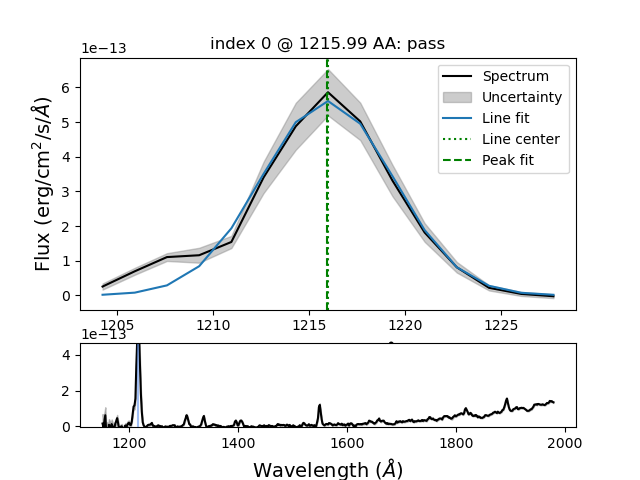 index 0 @ 1215.99 AA: pass
1e−13
Flux (erg/cm²/s/Å)
6
5
4
3
2
1
0
Spectrum
Uncertainty
Line fit
Line center
Peak fit
1205 1210 1215 1220 1225
1e−13
4
2
0
1200 1400 1600 1800 2000
Wavelength (Å)